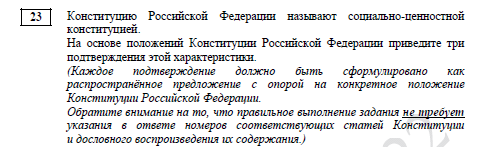 23
Конституцию Российской Федерации называют социально-ценностной
конституцией.
На основе положений Конституции Российской Федерации приведите три
подтверждения этой характеристики.
(Каждое подтверждение должно быть сформулировано как
распространённое предложение с опорой на конкретное положение
Конституции Российской Федерации.
Обратите внимание на то, что правильное выполнение задания не требует
указания в ответе номеров соответствующих статей Конституции
и дословного воспроизведения их содержания.)